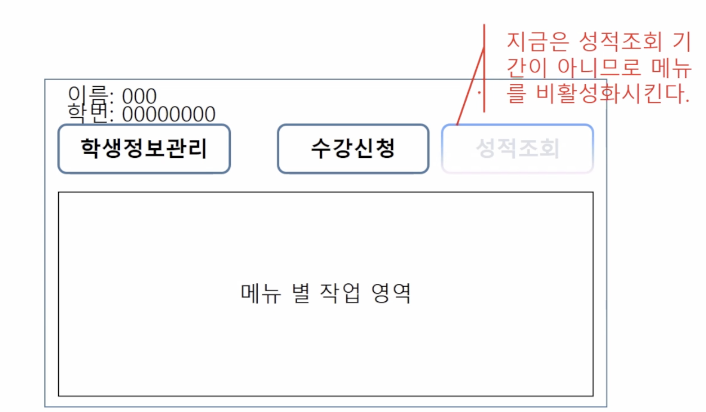 지금은 성적조회 기
간이 아니므로 메뉴
를 비활성화시킨다.
이름: 000
학번: 00000000
학생정보관리 수강신청 성적조회
메뉴 별 작업 영역